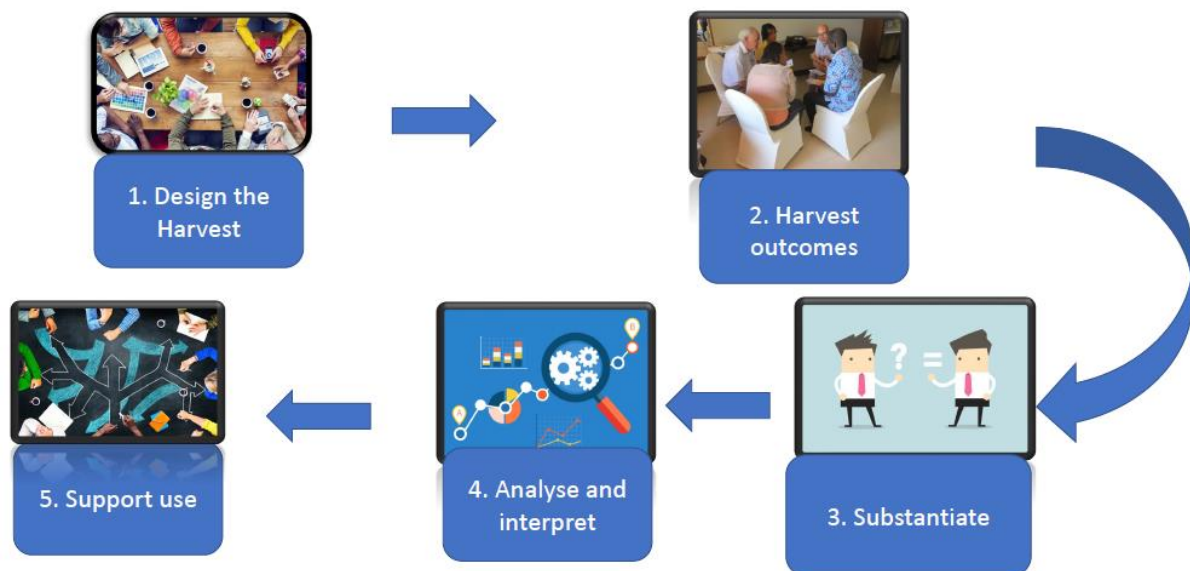 1. Design the
Harvest
2. Harvest
outcomes
? =
3. Substantiate
A
B
4. Analyse and
interpret
5. Support use